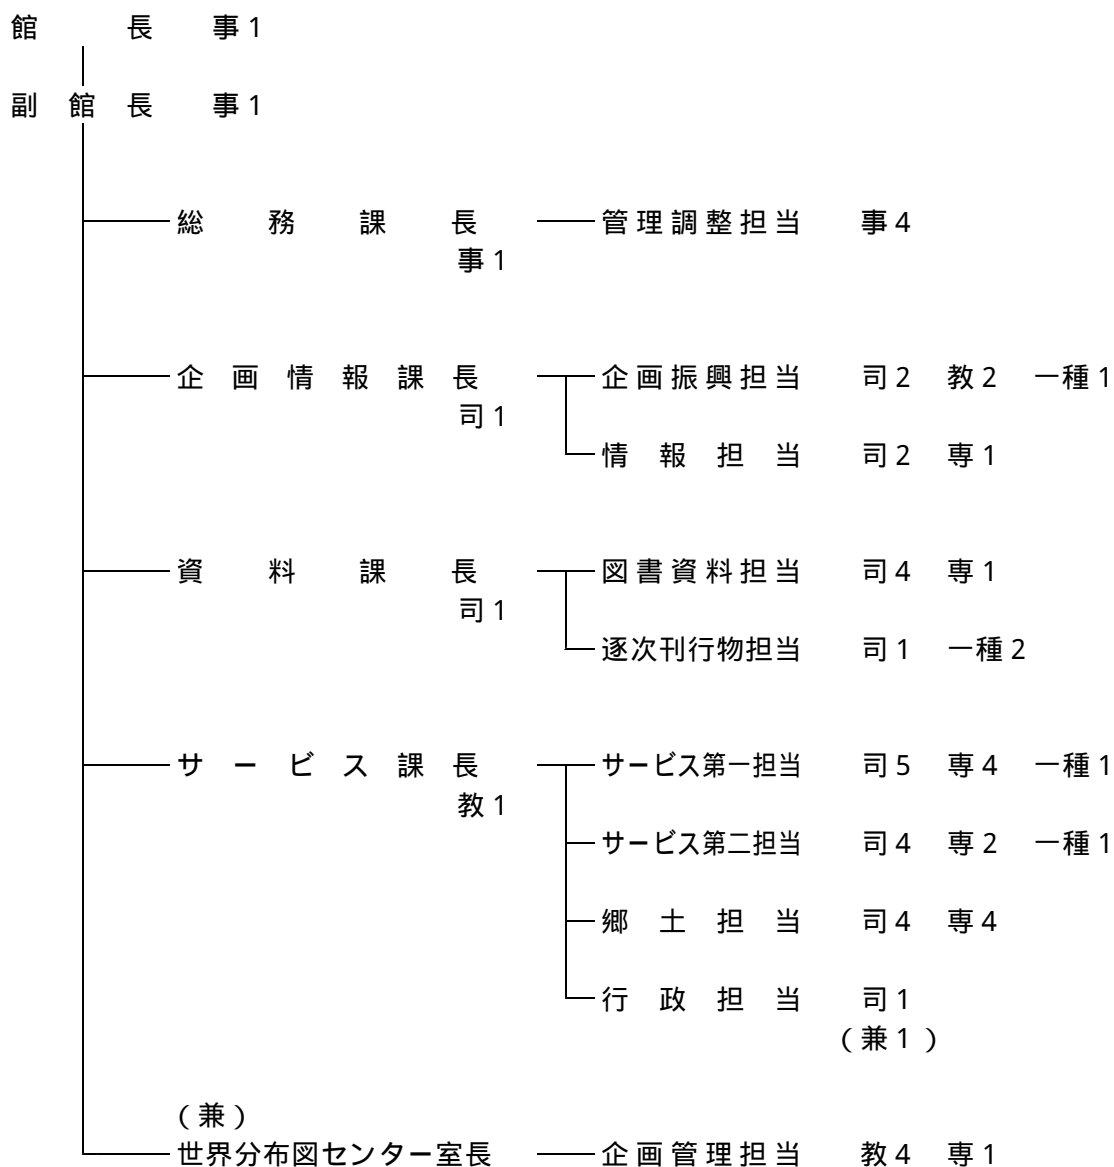 館長 事1
副館長 事1
総務課長 管理調整担当 事4
事1
企画情報課長 企画振興担当 司2 教2 一種1
司1
情報担当 司2 専1
資料課長 図書資料担当 司4 専1
司1
逐次刊行物担当 司1 一種2
サービス課長 サービス第一担当 司5 専4 一種1
教1
サービス第二担当 司4 専2 一種1
郷土担当 司4 専4
行政担当 司1
(兼1)
(兼)
世界分布図センター室長 企画管理担当 教4 専1